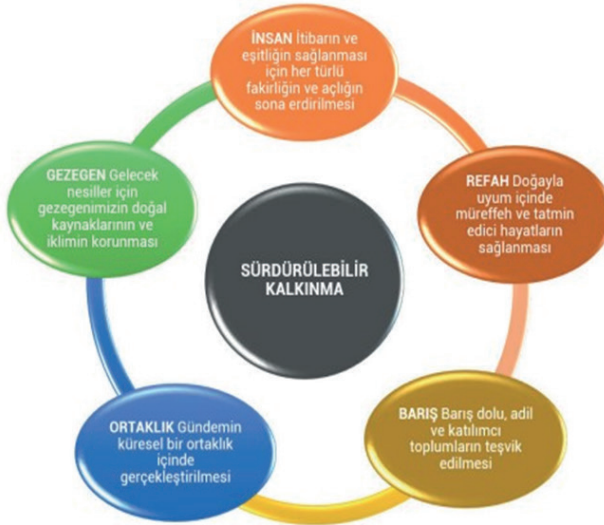 İNSAN İtibarın ve
eşitliğin sağlanması
için her türlü
fakirliğin ve açlığın
sona erdirilmesi
GEZEGEN Gelecek
nesiller için
gezegenimizin doğal
kaynaklarının ve
iklimin korunması
REFAH Doğayla
uyum içinde
müreffeh ve tatmin
edici hayatların
sağlanması
SÜRDÜRÜLEBİLİR
KALKINMA
ORTAKLIK Gündemin
küresel bir ortaklık
içinde
gerçekleştirilmesi
BARIŞ Barış dolu, adil
ve katılımcı
toplumların teşvik
edilmesi